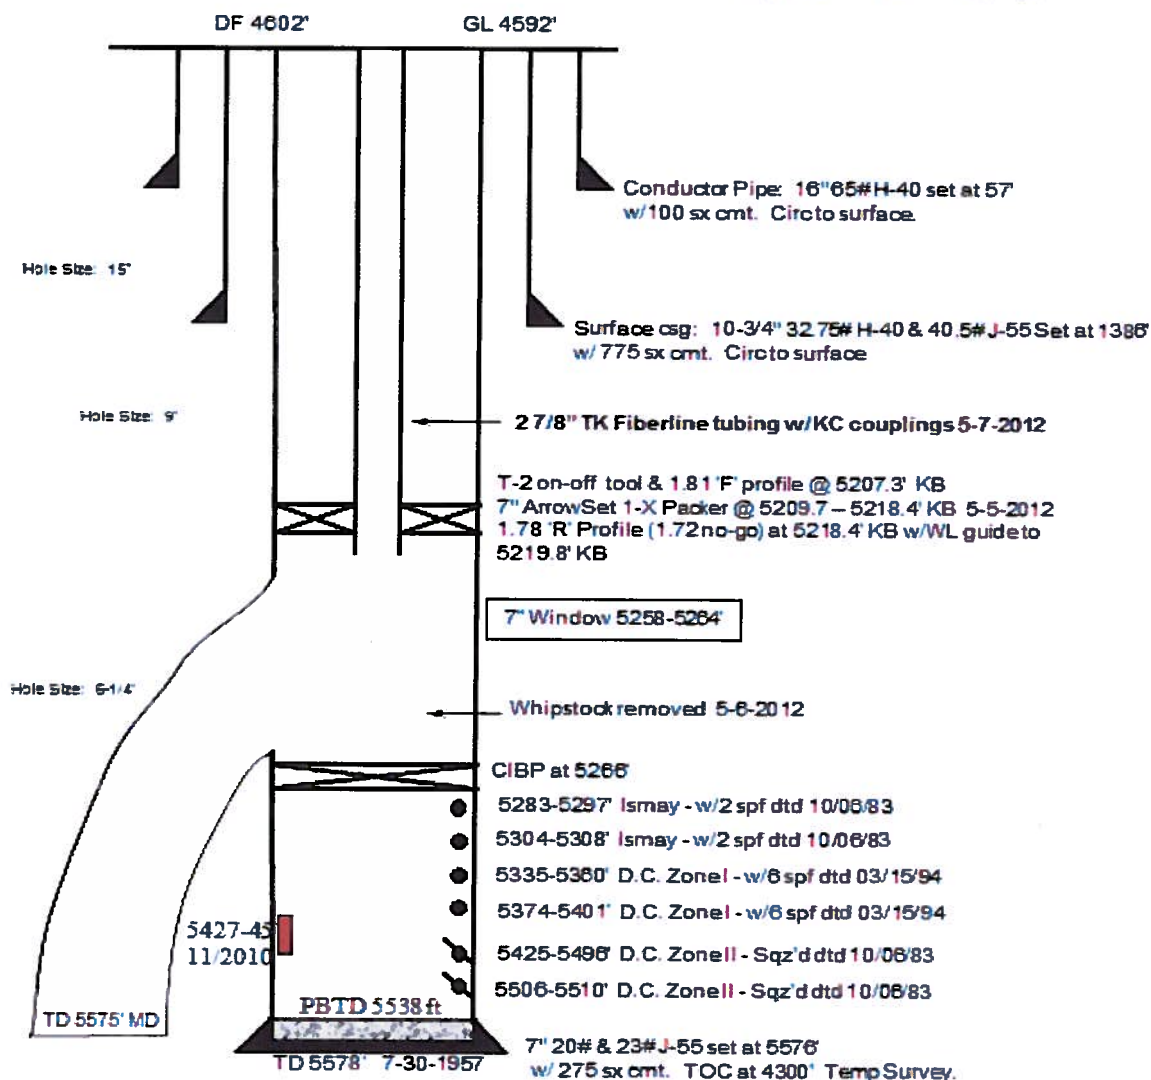 DF 4602' GL 4592'
Conductor Pipe: 16" 65# H-40 set at 57'
w/ 100 sx cmt. Circ to surface.
Hole Size: 15"
Surface csg: 10-3/4" 32.75# H-40 & 40.5# J-55 Set at 1386'
w/ 775 sx cmt. Circ to surface
Hole Size: 9"
2 7/8" TK Fiberline tubing w/KC couplings 5-7-2012
T-2 on-off tool & 1.81 'F' profile @ 5207.3' KB
7" ArrowSet 1-X Packer @ 5209.7 – 5218.4' KB 5-5-2012
1.78 'R' Profile (1.72 no-go) at 5218.4' KB w/WL guide to
5219.8' KB
7" Window 5258-5264'
Hole Size: 6-1/4"
Whipstock removed 5-6-2012
CIBP at 5266'
5283-5297' Ismay - w/2 spf dtd 10/06/83
5304-5308' Ismay - w/2 spf dtd 10/06/83
5335-5360' D.C. Zone I - w/6 spf dtd 03/15/94
5374-5401' D.C. Zone I - w/6 spf dtd 03/15/94
5427-45
11/2010
5425-5496' D.C. Zone II - Sqz'd dtd 10/06/83
5506-5510' D.C. Zone II - Sqz'd dtd 10/06/83
PBTD 5538 ft
TD 5575' MD
TD 5578' 7-30-1957
7" 20# & 23# J-55 set at 5576'
w/ 275 sx cmt. TOC at 4300' Temp Survey.